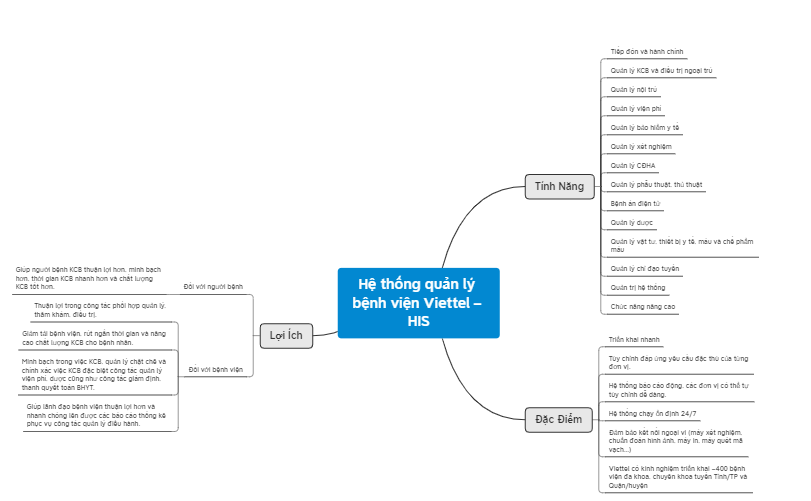 Hệ thống quản lý
bệnh viện Viettel –
HIS
Tính Năng
Tiếp đón và hành chính
Quản lý KCB và điều trị ngoại trú
Quản lý nội trú
Quản lý viện phí
Quản lý bảo hiểm y tế
Quản lý xét nghiệm
Quản lý CĐHA
Quản lý phẫu thuật, thủ thuật
Bệnh án điện tử
Quản lý dược
Quản lý vật tư, thiết bị y tế, máu và chế phẩm
máu
Quản lý chỉ đạo tuyến
Quản trị hệ thống
Chức năng nâng cao
Đặc Điểm
Triển khai nhanh
Tùy chỉnh đáp ứng yêu cầu đặc thù của từng
đơn vị.
Hệ thống báo cáo động, các đơn vị có thể tự
tùy chỉnh dễ dàng.
Hệ thống chạy ổn định 24/7
Đảm bảo kết nối ngoại vi (máy xét nghiệm,
chuẩn đoán hình ảnh, máy in, máy quét mã
vạch...)
Viettel có kinh nghiệm triển khai ~400 bệnh
viện đa khoa, chuyên khoa tuyến Tỉnh/TP và
Quận/huyện
Lợi Ích
Đối với người bệnh
Giúp người bệnh KCB thuận lợi hơn, minh bạch
hơn, thời gian KCB nhanh hơn và chất lượng
KCB tốt hơn.
Đối với bệnh viện
Thuận lợi trong công tác phối hợp quản lý,
thăm khám, điều trị.
Giảm tải bệnh viện, rút ngắn thời gian và nâng
cao chất lượng KCB cho bệnh nhân.
Minh bạch trong việc KCB, quản lý chặt chẽ và
chính xác việc KCB đặc biệt công tác quản lý
viện phí, dược cũng như công tác giám định,
thanh quyết toán BHYT.
Giúp lãnh đạo bệnh viện thuận lợi hơn và
nhanh chóng lên được các báo cáo thống kê
phục vụ công tác quản lý điều hành.